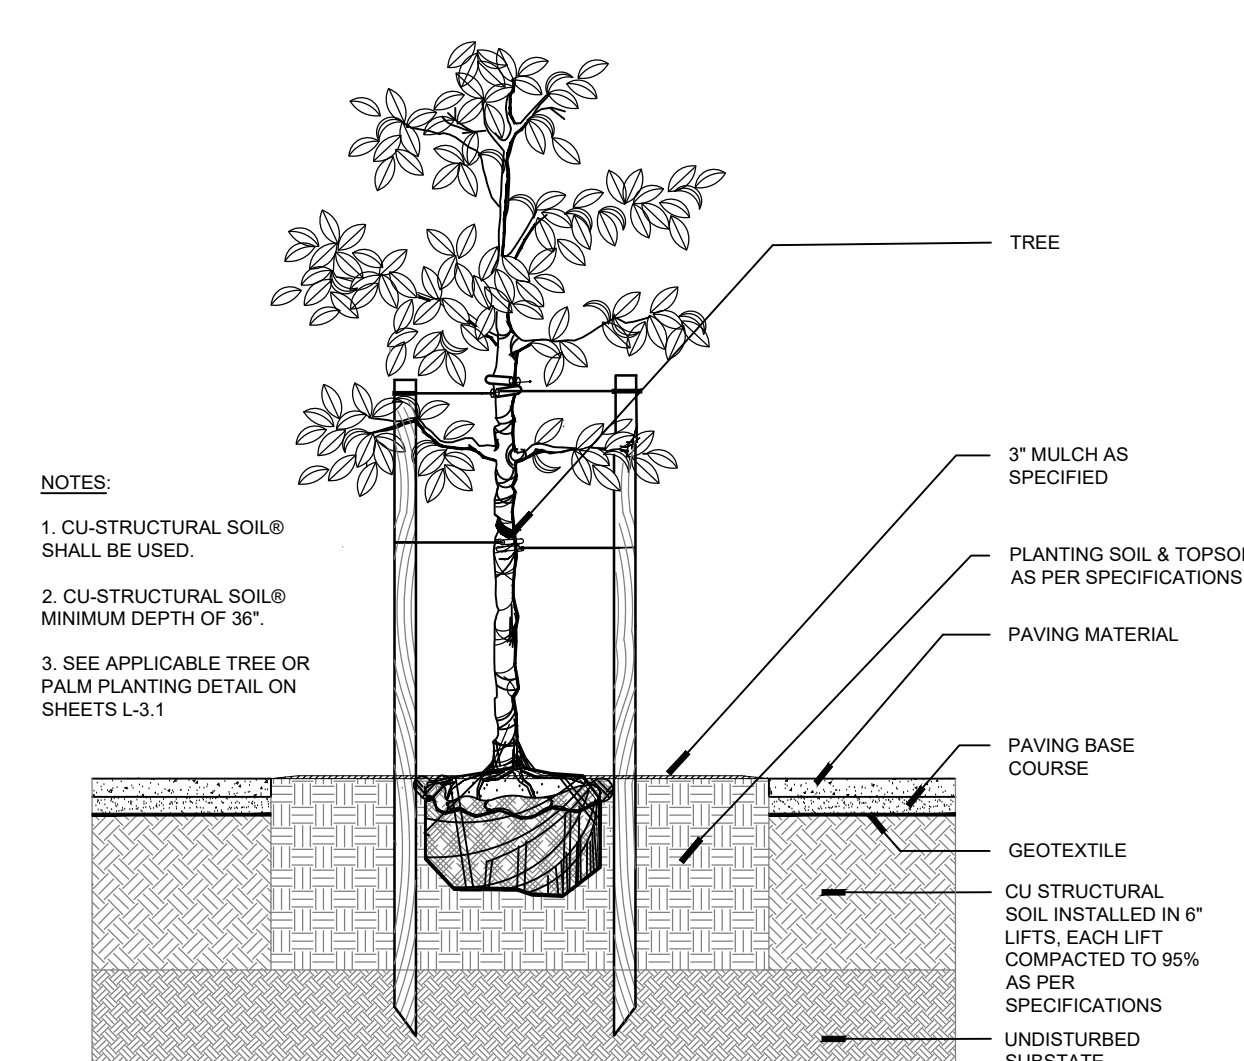 TREE
3" MULCH AS
SPECIFIED
NOTES:
1. CU-STRUCTURAL SOIL®
SHALL BE USED.
2. CU-STRUCTURAL SOIL®
MINIMUM DEPTH OF 36".
3. SEE APPLICABLE TREE OR
PALM PLANTING DETAIL ON
SHEETS L-3.1
PLANTING SOIL &
AS PER SPECIFICATIONS
PAVING MATERIAL
PAVING BASE
COURSE
GEOTEXTILE
CU STRUCTURAL
SOIL INSTALLED IN 6"
LIFTS, EACH LIFT
COMPACTED TO 95%
AS PER
SPECIFICATIONS
UNDISTURBED
SUBSTATE